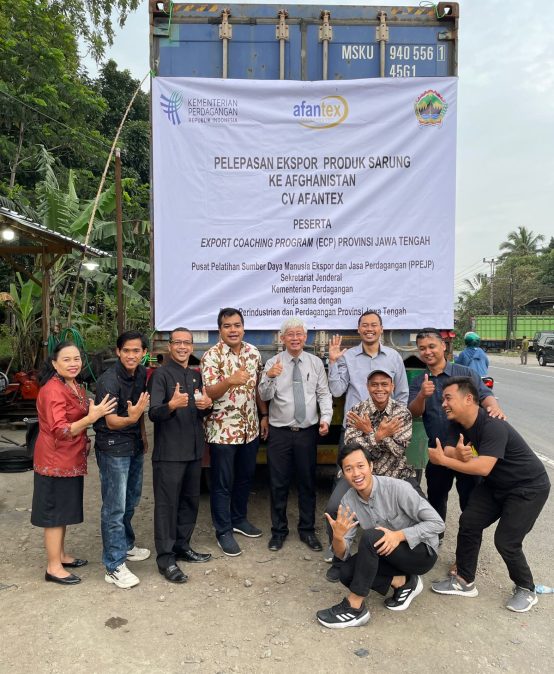 MSKU 940 556 1
45G1
KEMENTERIAN
PERDAGANGAN
REPUBLIK INDONESIA
afantex
PELEPASAN EKSPOR PRODUK SARUNG
KE AFGHANISTAN
CV AFANTEX
PESERTA
EXPORT COACHING PROGRAM (ECP) PROVINSI JAWA TENGAH
Pusat Pelatihan Sumber Daya Manusia Ekspor dan Jasa Perdagangan (PPEJP)
Sekretariat Jenderal
Kementerian Perdagangan
kerja sama dengan
Perindustrian dan Perdagangan Provinsi Jawa Tengah